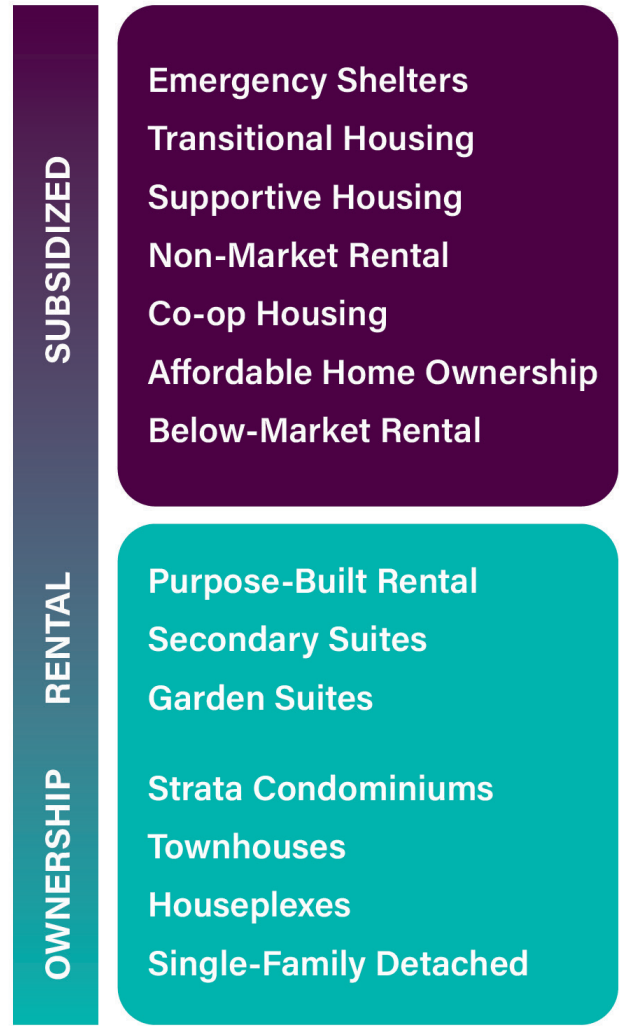 SUBSIDIZED
Emergency Shelters
Transitional Housing
Supportive Housing
Non-Market Rental
Co-op Housing
Affordable Home Ownership
Below-Market Rental
RENTAL
Purpose-Built Rental
Secondary Suites
Garden Suites
OWNERSHIP
Strata Condominiums
Townhouses
Houseplexes
Single-Family Detached